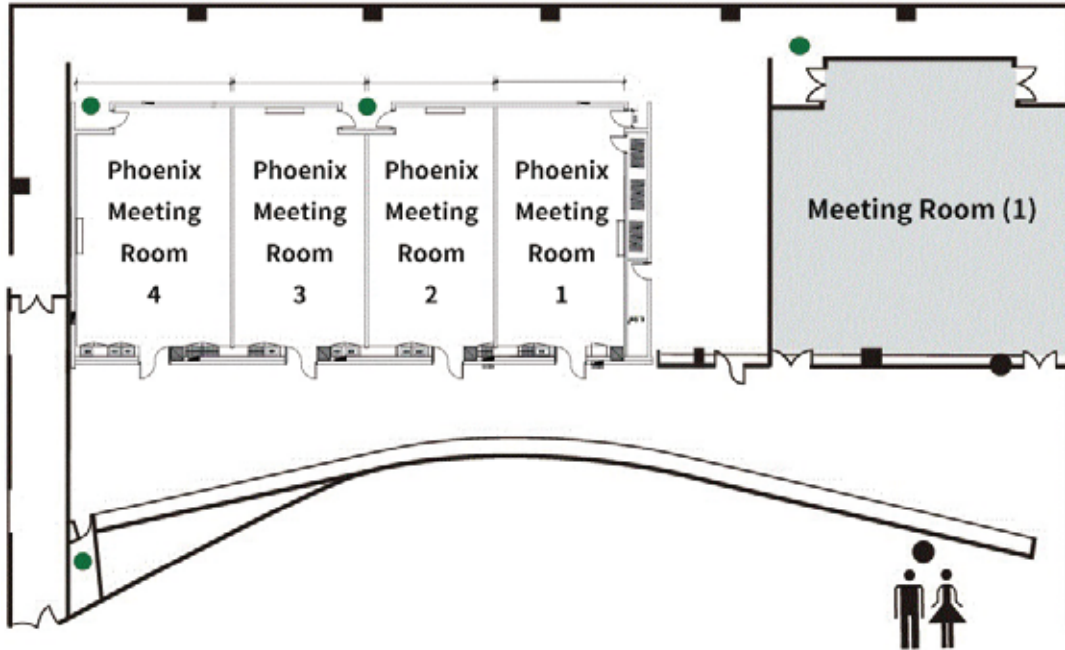 Phoenix
Meeting
Room
4
Phoenix
Meeting
Room
3
Phoenix
Meeting
Room
2
Phoenix
Meeting
Room
1
Meeting Room (1)